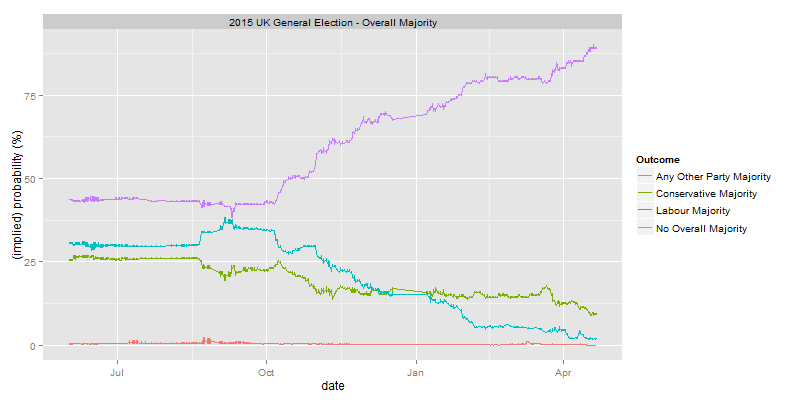 2015 UK General Election - Overall Majority
(implied) probability (%)
75
50
25
0
Jul
Oct
Jan
Apr
date
Outcome
Any Other Party Majority
Conservative Majority
Labour Majority
No Overall Majority